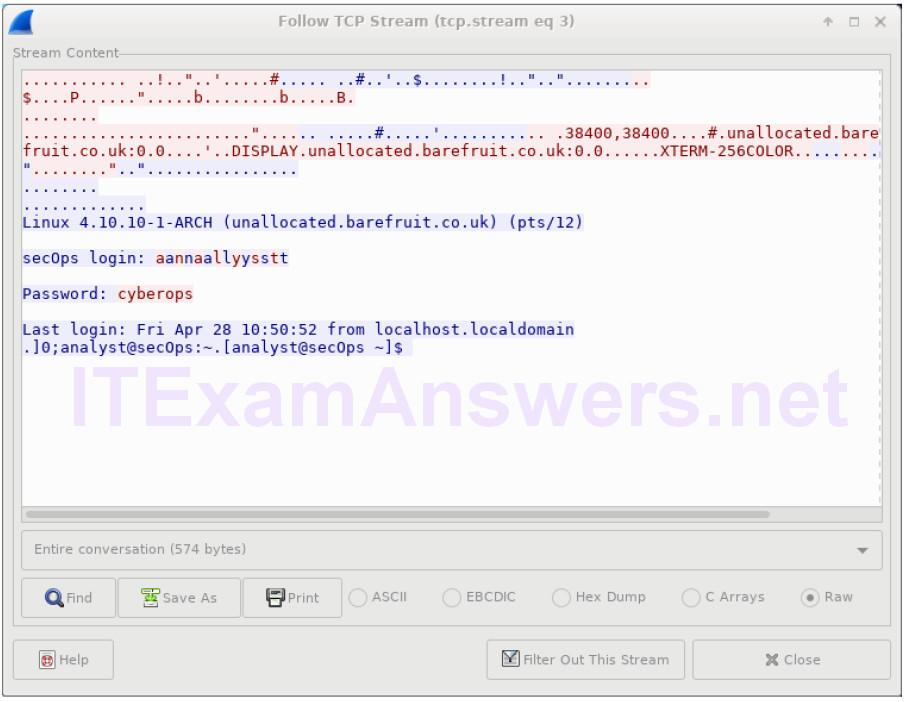 Follow TCP Stream (tcp.stream eq 3)
Stream Content
........... ..!.."..'.....#..... ..#..'..$........!..".."..........
$....P......".....b........b.....B.
........
........................"...... .....#.....'........... .38400,38400....#.unallocated.bare
fruit.co.uk:0.0....'..DISPLAY.unallocated.barefruit.co.uk:0.0......XTERM-256COLOR.........
"........"..".................
........
.............
Linux 4.10.10-1-ARCH (unallocated.barefruit.co.uk) (pts/12)
secOps login: aannaallyysstt
Password: cyberops
Last login: Fri Apr 28 10:50:52 from localhost.localdomain
.]0;analyst@secOps:~.[analyst@secOps ~]$
ITExamAnswers.net
Entire conversation (574 bytes)
Find Save As Print ASCII EBCDIC Hex Dump C Arrays Raw
Help Filter Out This Stream Close